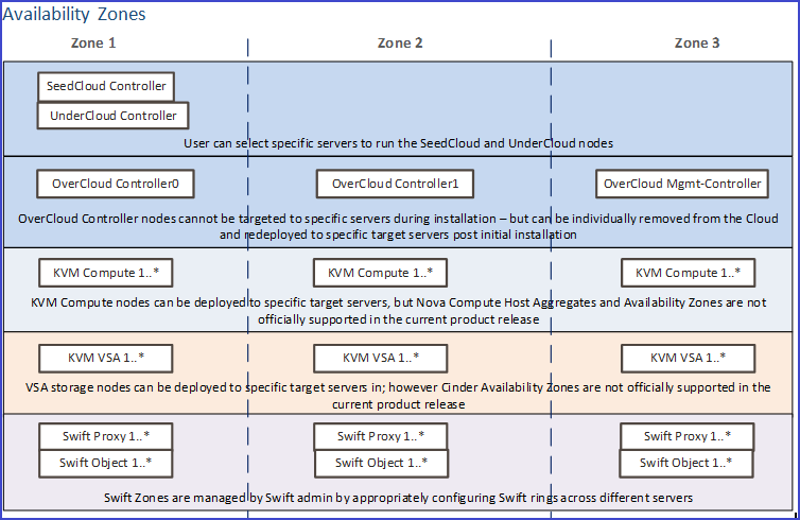 Availability Zones
Zone 1 Zone 2 Zone 3
SeedCloud Controller
UnderCloud Controller
User can select specific servers to run the SeedCloud and UnderCloud nodes
OverCloud Controller0 OverCloud Controller1 OverCloud Mgmt-Controller
OverCloud Controller nodes cannot be targeted to specific servers during installation – but can be individually removed from the Cloud
and redeployed to specific target servers post initial installation
KVM Compute 1..* KVM Compute 1..* KVM Compute 1..*
KVM Compute nodes can be deployed to specific target servers, but Nova Compute Host Aggregates and Availability Zones are not
officially supported in the current product release
KVM VSA 1..* KVM VSA 1..* KVM VSA 1..*
VSA storage nodes can be deployed to specific target servers in; however Cinder Availability Zones are not officially supported in the
current product release
Swift Proxy 1..* Swift Proxy 1..* Swift Proxy 1..*
Swift Object 1..* Swift Object 1..* Swift Object 1..*
Swift Zones are managed by Swift admin by appropriately configuring Swift rings across different servers